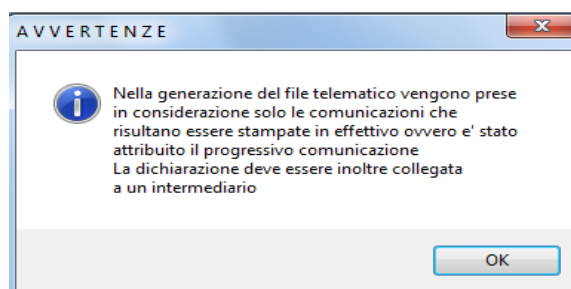 AVVERTENZE
Nella generazione del file telematico vengono prese
in considerazione solo le comunicazioni che
risultano essere stampate in effettivo ovvero e' stato
attribuito il progressivo comunicazione
La dichiarazione deve essere inoltre collegata
a un intermediario
OK